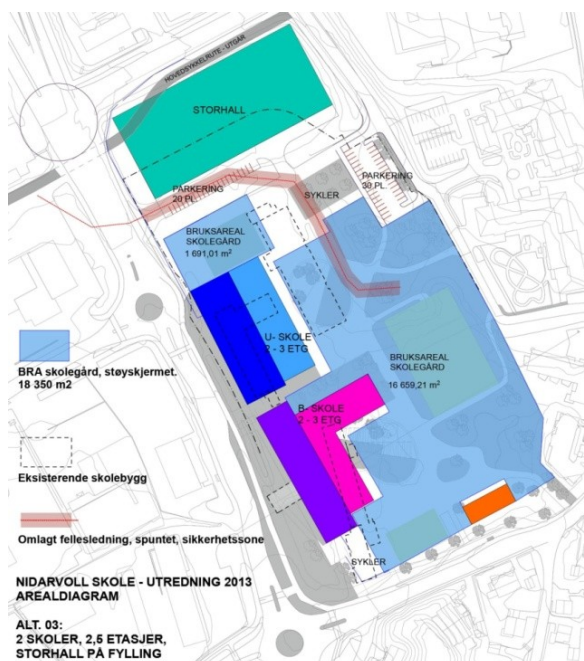 HOVEDSYKKELRUTE - UTGÅR
STORHALL
PARKERING
20 PL
SYKLER
PARKERING
30 PL
BRUKSAREAL
SKOLEGÅRD
1 691,01 m²
U- SKOLE
2 - 3 ETG
BRUKSAREAL
SKOLEGÅRD
16 659,21 m²
B- SKOLE
2 - 3 ETG
SYKLER
BRA skolegård, støyskjermet.
18 350 m2
Eksisterende skolebygg
Omlagt fellesledning, spuntet, sikkerhetssone
NIDARVOLL SKOLE - UTREDNING 2013
AREALDIAGRAM
ALT. 03:
2 SKOLER, 2,5 ETASJER,
STORHALL PÅ FYLLING